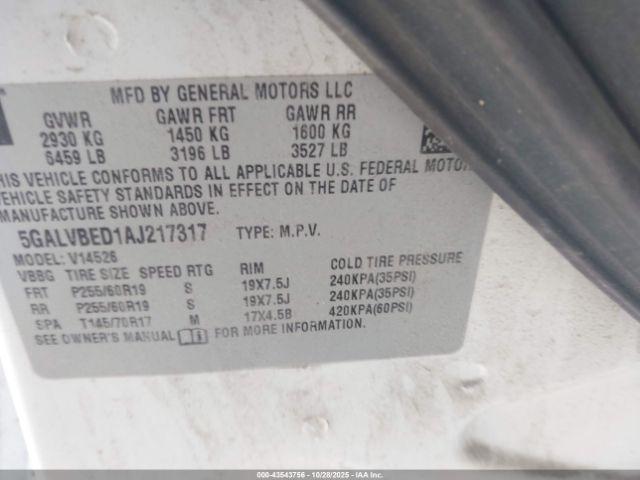 MFD BY GENERAL MOTORS LLC
GVWR GAWR FRT GAWR RR
2930 KG 1450 KG 1600 KG
6459 LB 3196 LB 3527 LB
THIS VEHICLE CONFORMS TO ALL APPLICABLE U.S. FEDERAL MOTOR
VEHICLE SAFETY STANDARDS IN EFFECT ON THE DATE OF
MANUFACTURE SHOWN ABOVE.
5GALVBED1AJ217317 TYPE: M.P.V.
MODEL: V14526
VBBG TIRE SIZE SPEED RTG RIM COLD TIRE PRESSURE
FRT P255/60R19 S 19X7.5J 240KPA(35PSI)
RR P255/60R19 S 19X7.5J 240KPA(35PSI)
SPA T145/70R17 M 17X4.5B 420KPA(60PSI)
SEE OWNER'S MANUAL FOR MORE INFORMATION.
000-43543756 - 10/28/2025 - IAA Inc.